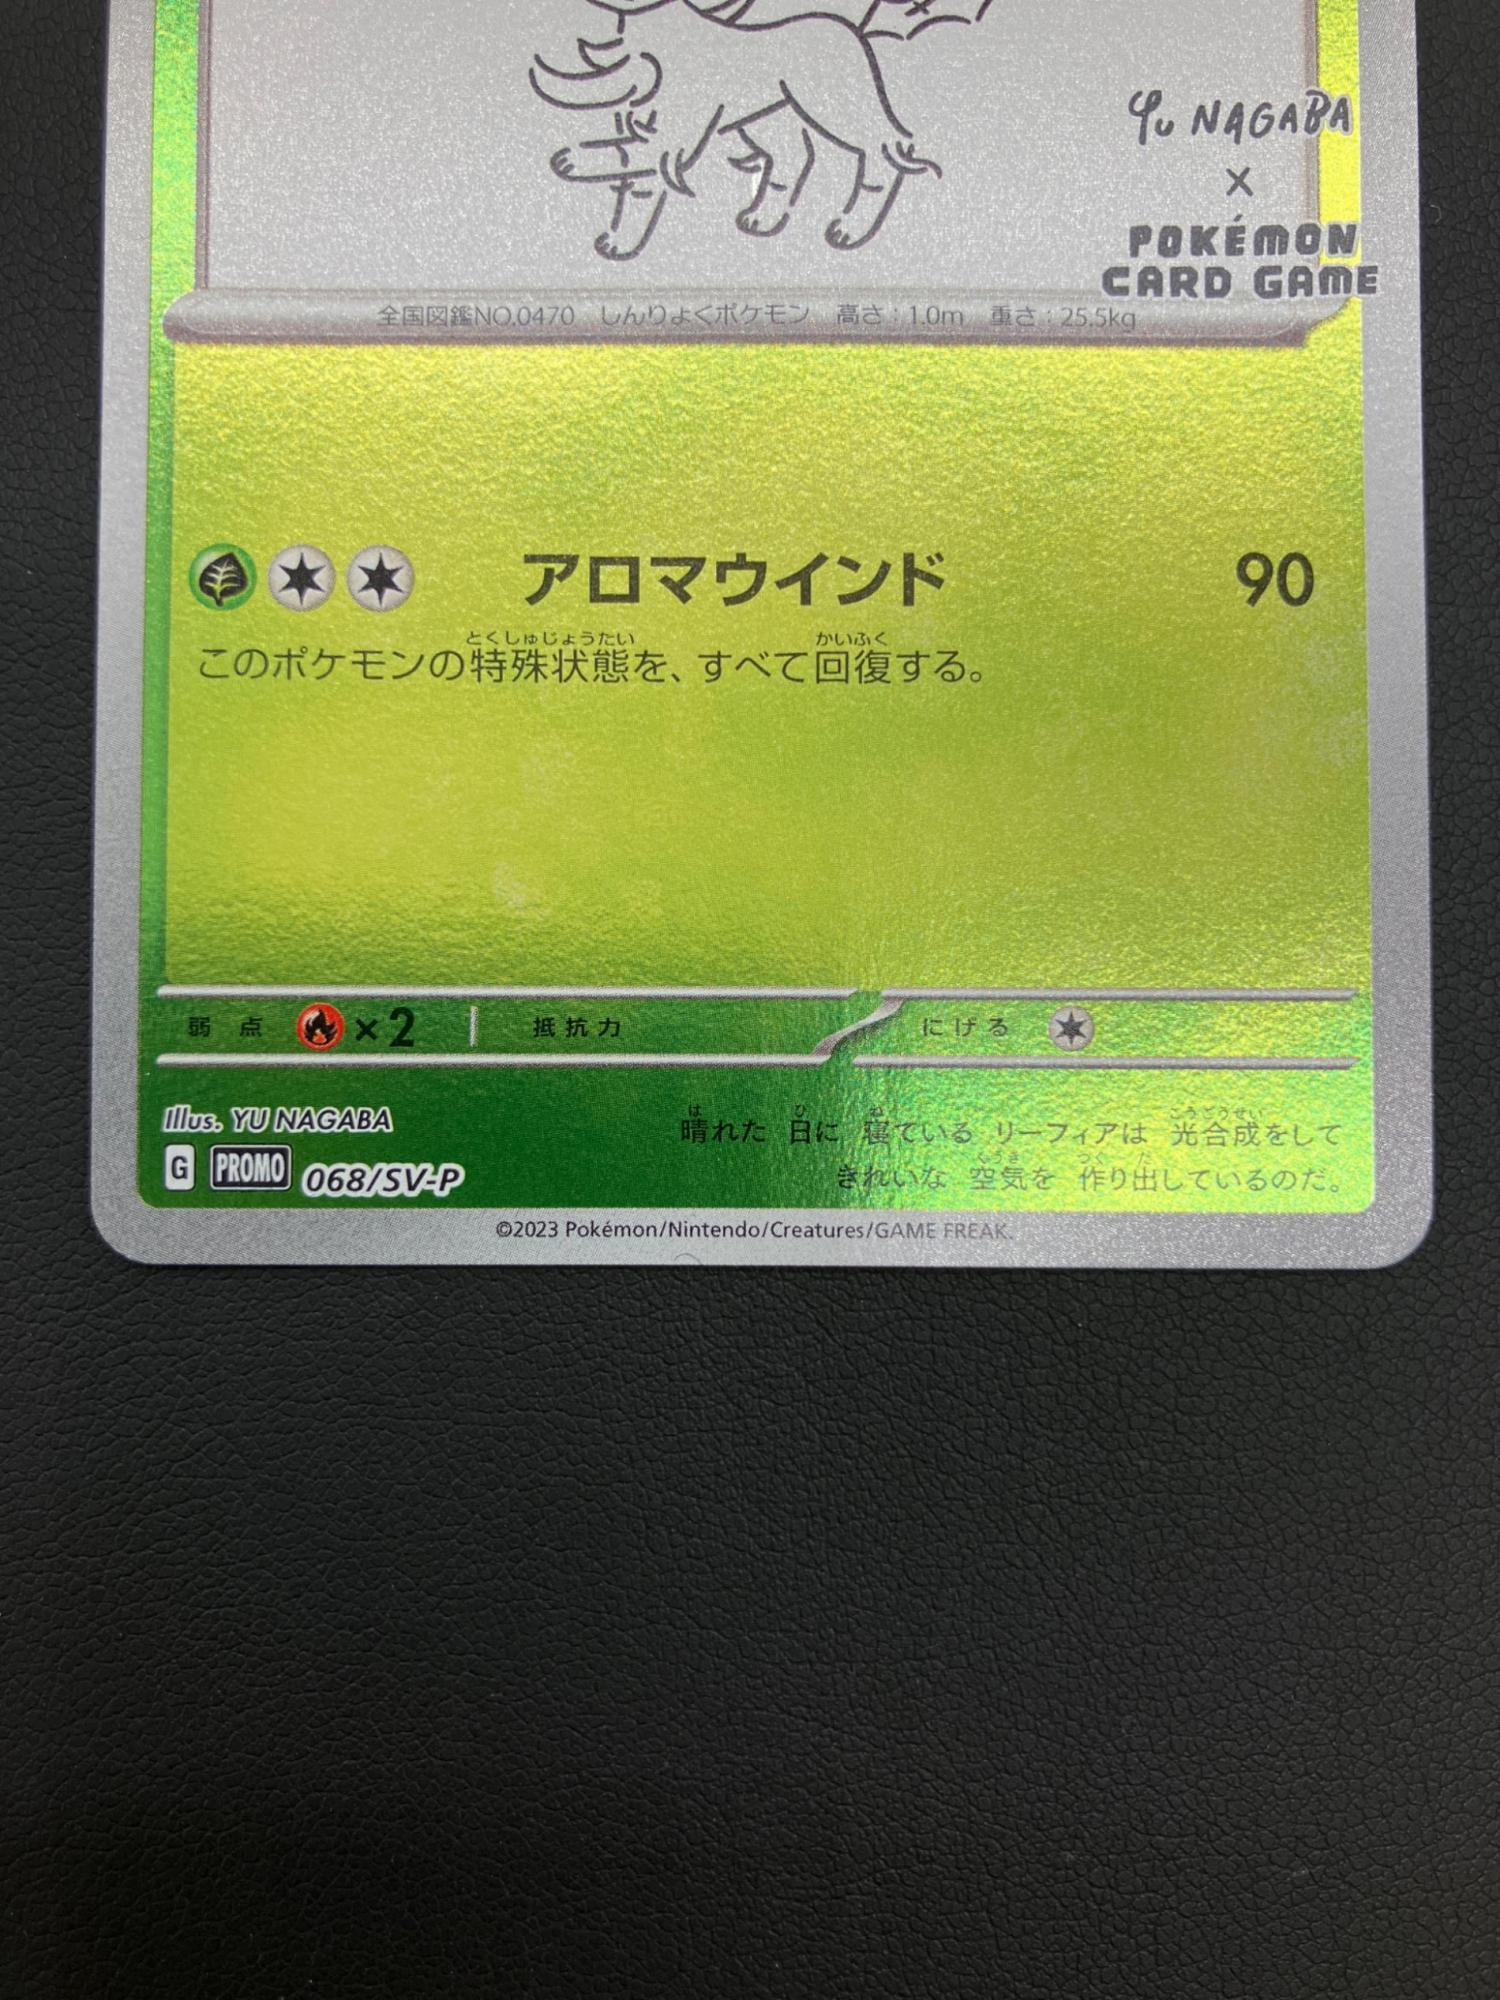 Yu NAGABA
×
POKÉMON
CARD GAME
全国図鑑NO.0470 しんりょくポケモン 高さ：1.0m 重さ：25.5kg
アロマウインド 90
とくしゅじょうたい かいふく
このポケモンの特殊状態を、すべて回復する。
弱点 ×2 抵抗力 にげる
Illus. YU NAGABA
は ひ ね こうごうせい
晴れた 日に 寝ている リーフィアは 光合成をして
くうき つく だ
きれいな 空気を 作り出しているのだ。
G PROMO 068/SV-P
©2023 Pokémon/Nintendo/Creatures/GAME FREAK.